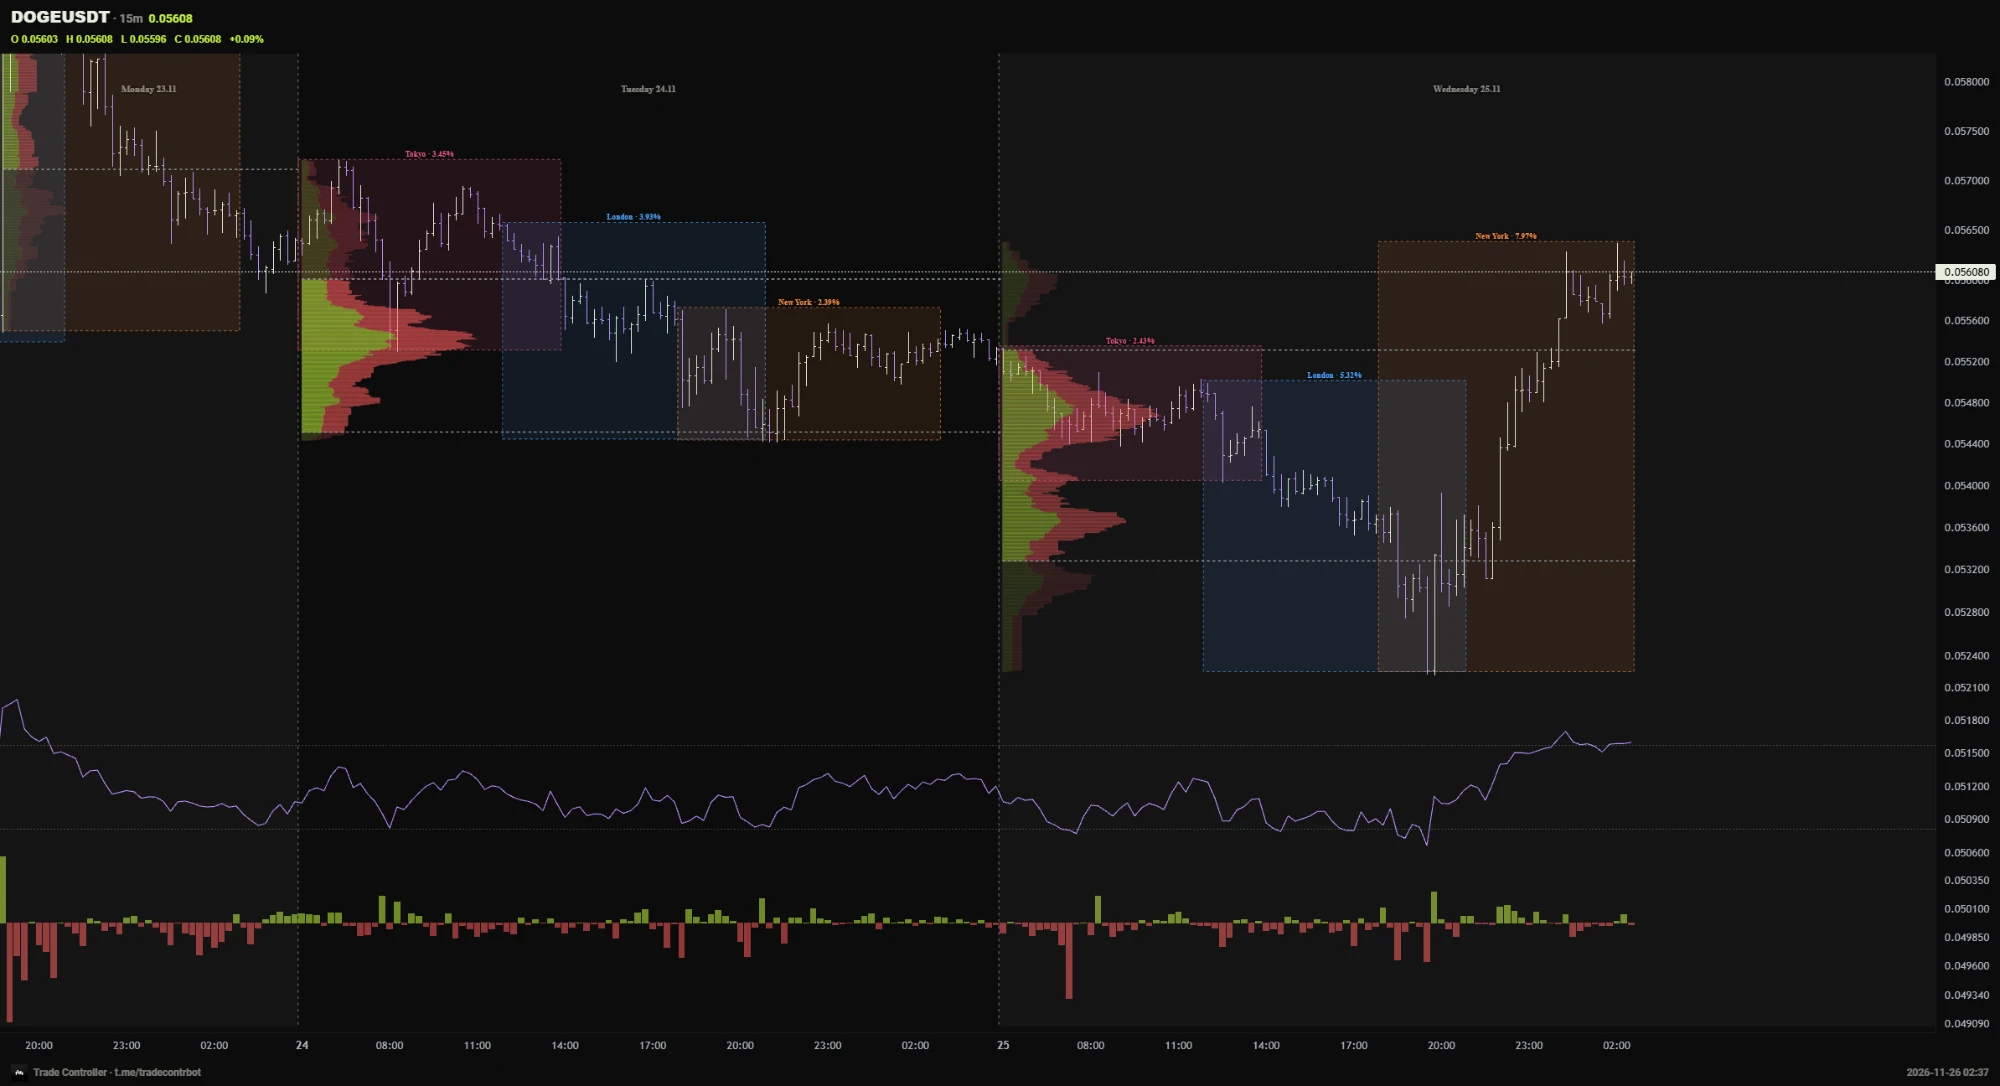 DOGEUSDT · 15m 0.05608
O 0.05603 H 0.05608 L 0.05596 C 0.05608 +0.09%
Monday 23.11
Tuesday 24.11
Wednesday 25.11
Tokyo · 3.45%
London · 3.93%
New York · 2.39%
Tokyo · 2.43%
London · 5.32%
New York · 7.97%
0.058000
0.057500
0.057000
0.056500
0.056080
0.055600
0.055200
0.054800
0.054400
0.054000
0.053600
0.053200
0.052800
0.052400
0.052100
0.051800
0.051500
0.051200
0.050900
0.050600
0.050350
0.050100
0.049850
0.049600
0.049340
0.049090
20:00 23:00 02:00 24 08:00 11:00 14:00 17:00 20:00 23:00 02:00 25 08:00 11:00 14:00 17:00 20:00 23:00 02:00
Trade Controller · t.me/tradecontrbot
2026-11-26 02:37